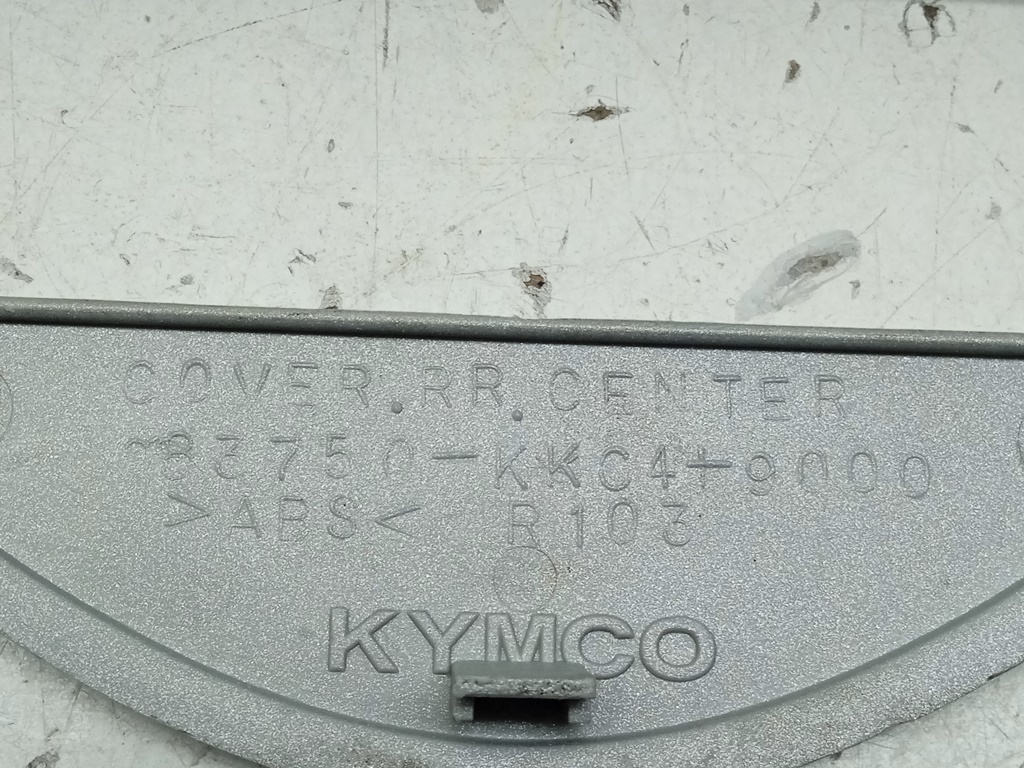 COVER.RR.CENTER
83750-KKC4-9000
>ABS< R103
KYMCO